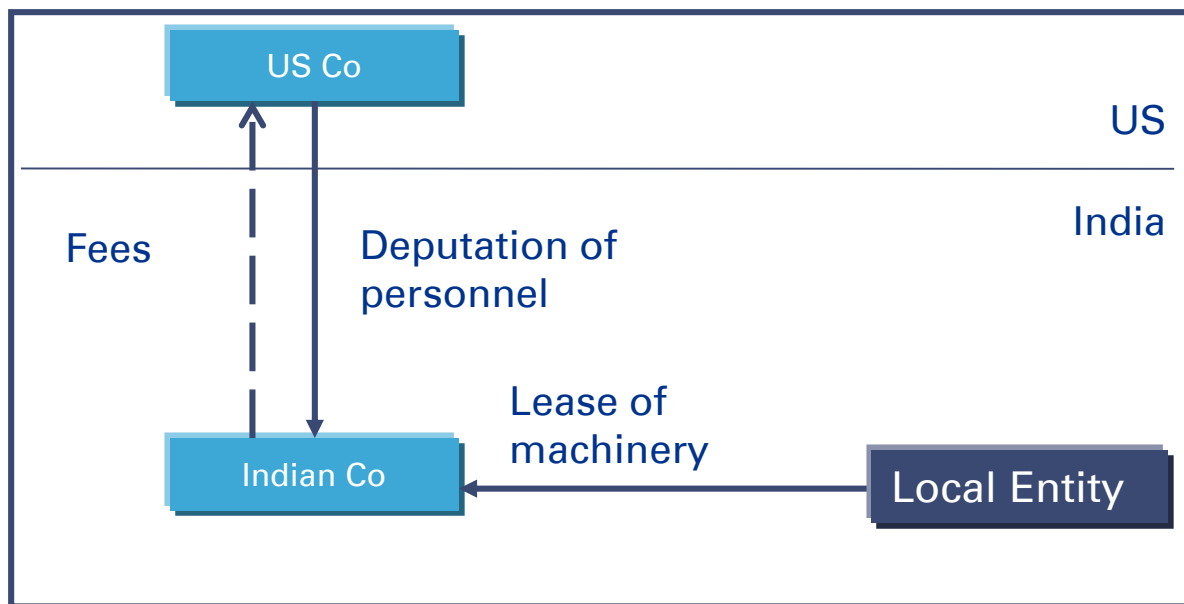 US Co
US
India
Fees
Deputation of
personnel
Lease of
machinery
Indian Co
Local Entity